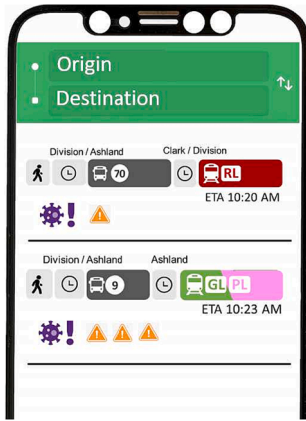 Origin
Destination
Division / Ashland Clark / Division
70 RL
ETA 10:20 AM
Division / Ashland Ashland
9 GL PL
ETA 10:23 AM